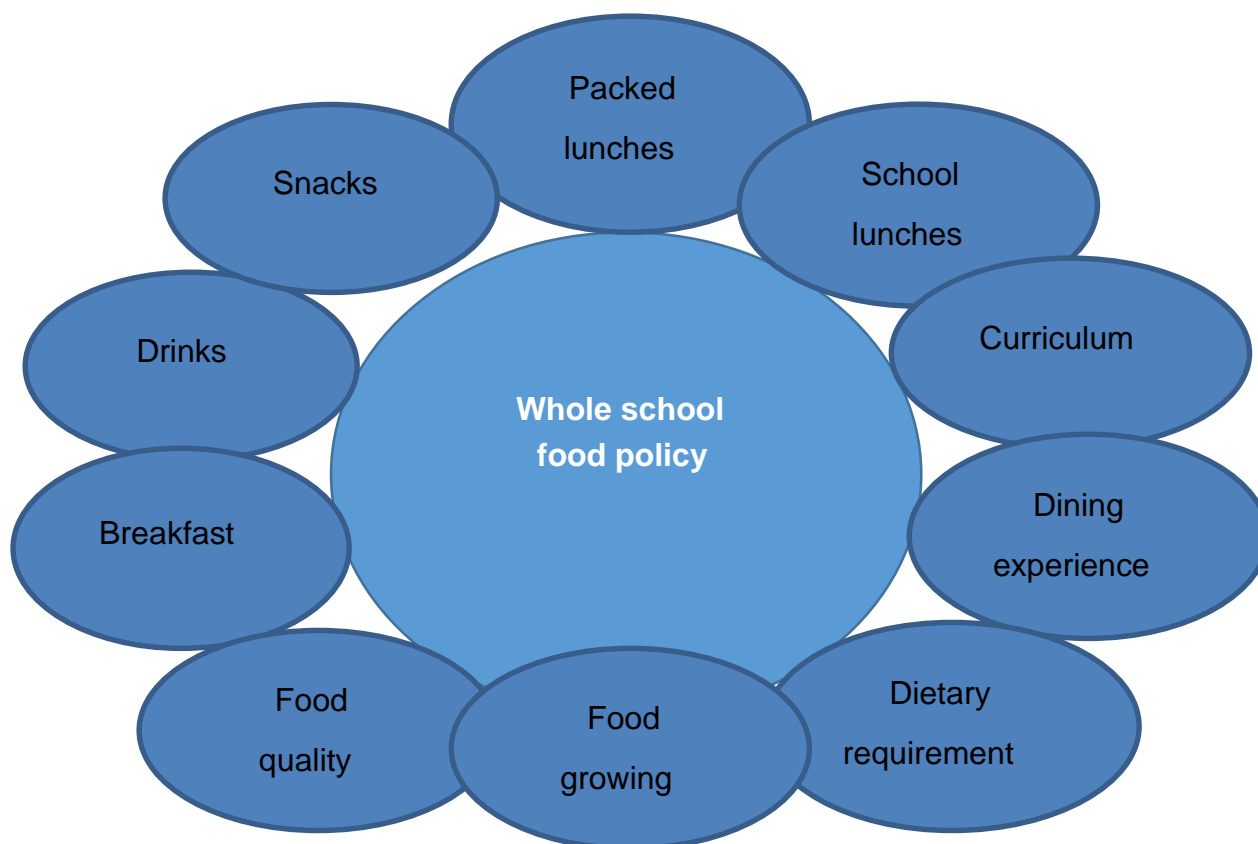 Packed
lunches
School
lunches
Snacks
Curriculum
Drinks
Whole school
food policy
Dining
experience
Breakfast
Dietary
requirement
Food
growing
Food
quality